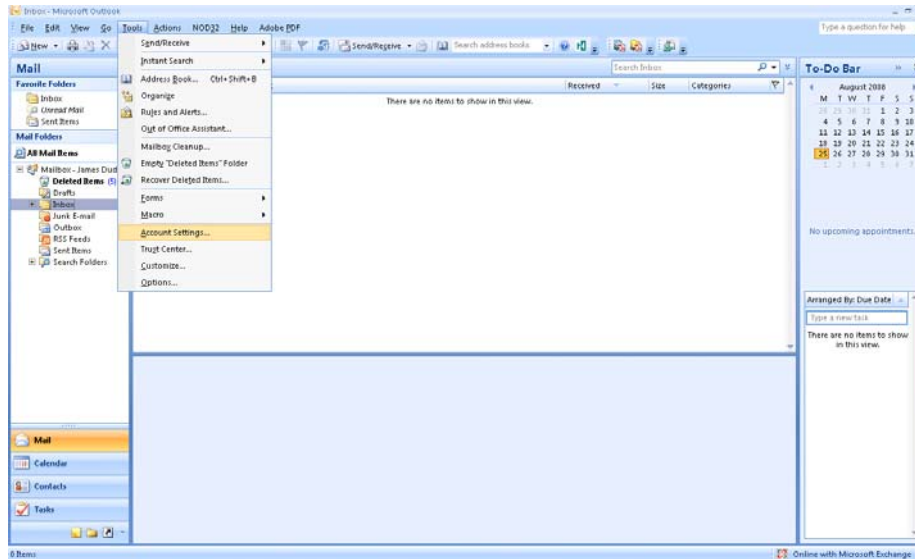 Inbox - Microsoft Outlook
File Edit View Go Tools Actions NOD32 Help Adobe PDF
Type a question for help
New
Send/Receive
Search address books
Mail
Favorite Folders
Inbox
Unread Mail
Sent Items
Mail Folders
All Mail Items
Mailbox - James Dud
Deleted Items (5)
Drafts
Inbox
Junk E-mail
Outbox
RSS Feeds
Sent Items
Search Folders
Send/Receive
Instant Search
Address Book... Ctrl+Shift+B
Organize
Rules and Alerts...
Out of Office Assistant...
Mailbox Cleanup...
Empty "Deleted Items" Folder
Recover Deleted Items...
Forms
Macro
Account Settings...
Trust Center...
Customize...
Options...
Search Inbox
Received Size Categories
There are no items to show in this view.
To-Do Bar
August 2008
M T W T F S S
28 29 30 31 1 2 3
4 5 6 7 8 9 10
11 12 13 14 15 16 17
18 19 20 21 22 23 24
25 26 27 28 29 30 31
1 2 3 4 5 6 7
No upcoming appointments.
Arranged By: Due Date
Type a new task
There are no items to show
in this view.
Mail
Calendar
Contacts
Tasks
0 Items
Online with Microsoft Exchange